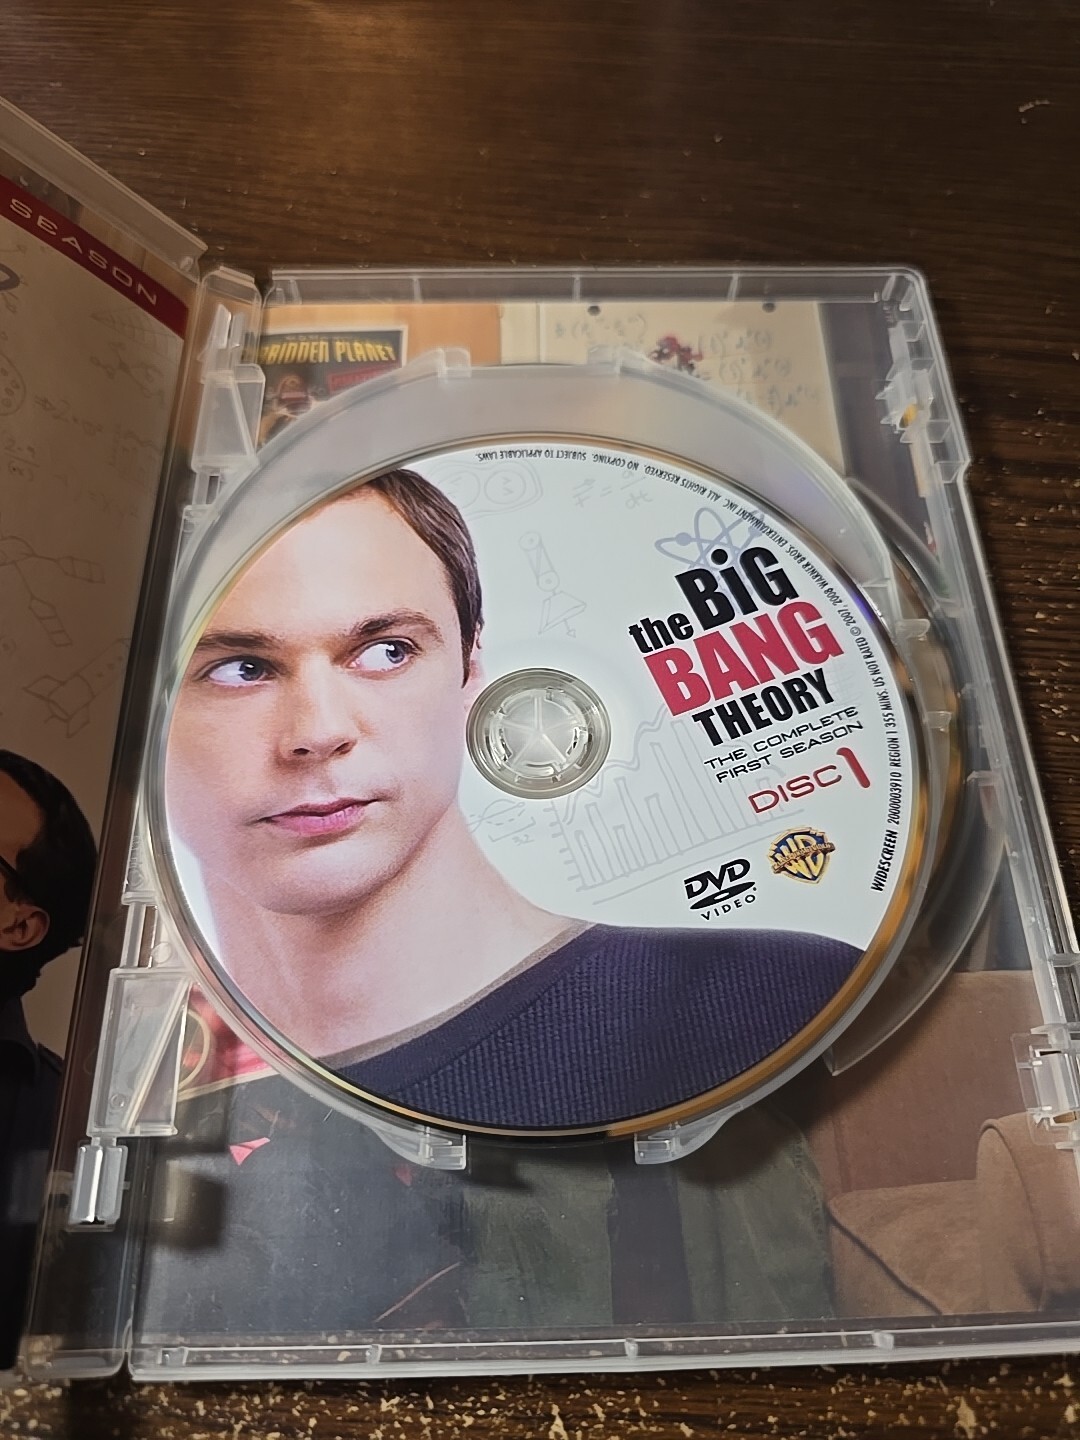 SEASON
FORBIDDEN PLANET
the BiG
BANG
THEORY
THE COMPLETE
FIRST SEASON
DISC 1
DVD
VIDEO
WB
WIDESCREEN 2000003910 REGION 1 355 MINS. US NOT RATED © 2007, 2008 WARNER BROS. ENTERTAINMENT INC. ALL RIGHTS RESERVED. NO COPYING. SUBJECT TO APPLICABLE LAWS.